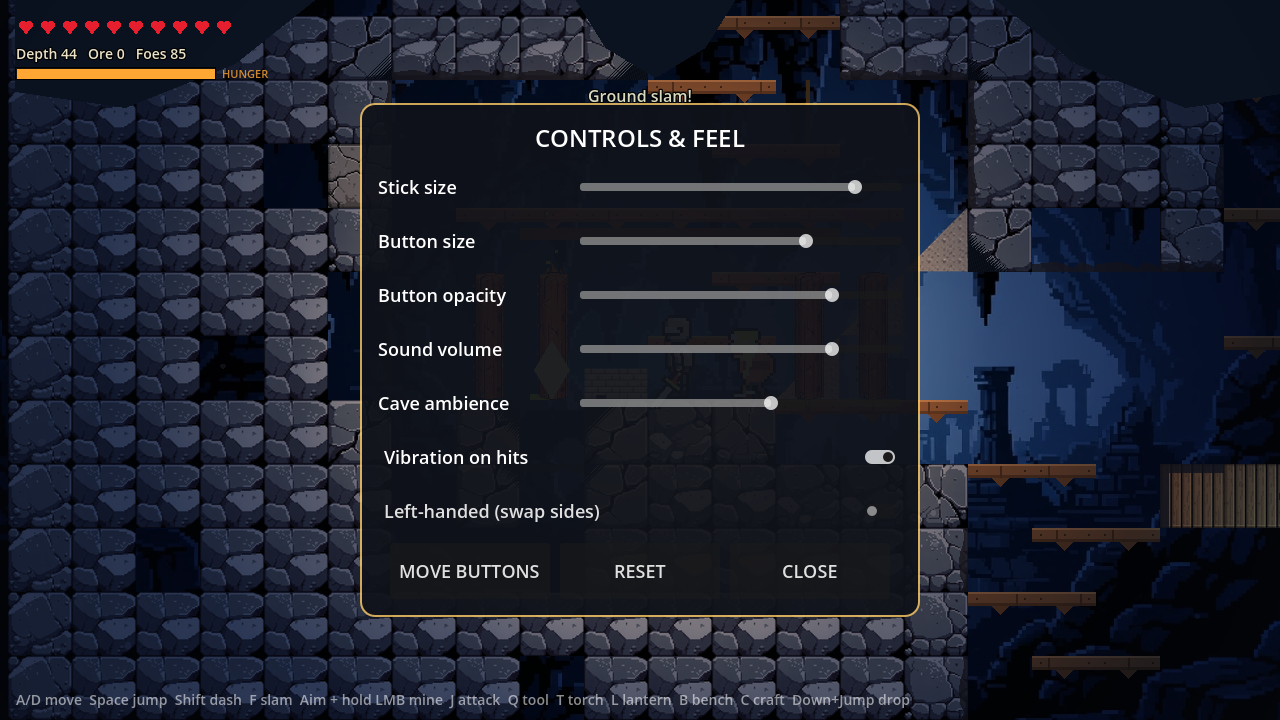 Depth 44 Ore 0 Foes 85
HUNGER
Ground slam!
CONTROLS & FEEL
Stick size
Button size
Button opacity
Sound volume
Cave ambience
Vibration on hits
Left-handed (swap sides)
MOVE BUTTONS RESET CLOSE
A/D move Space jump Shift dash F slam Aim + hold LMB mine J attack Q tool T torch L lantern B bench C craft Down+Jump drop